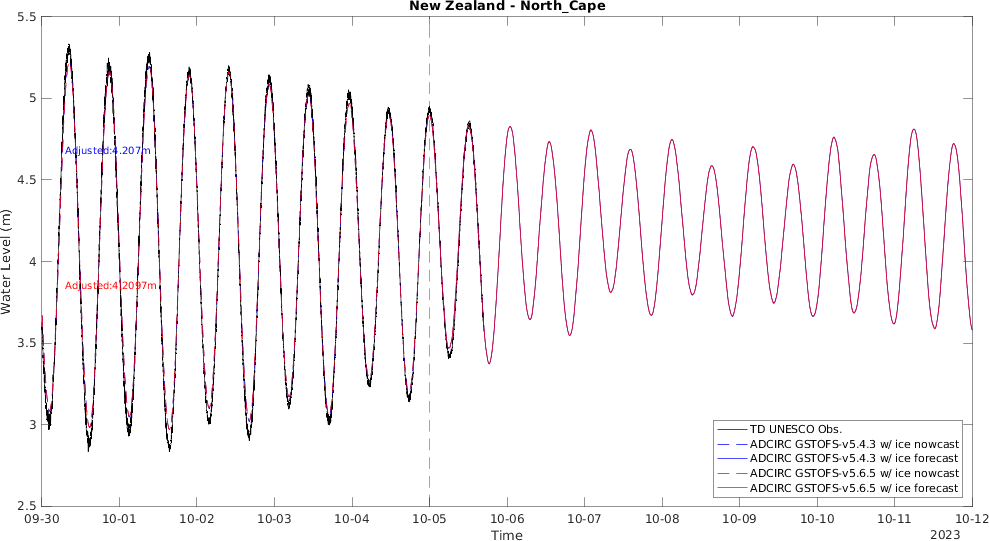 New Zealand - North_Cape
5.5
5
4.5
4
3.5
3
2.5
Water Level (m)
Adjusted:4.207m
Adjusted:4.2097m
TD UNESCO Obs.
ADCIRC GSTOFS-v5.4.3 w/ ice nowcast
ADCIRC GSTOFS-v5.4.3 w/ ice forecast
ADCIRC GSTOFS-v5.6.5 w/ ice nowcast
ADCIRC GSTOFS-v5.6.5 w/ ice forecast
09-30 10-01 10-02 10-03 10-04 10-05 10-06 10-07 10-08 10-09 10-10 10-11 10-12
Time
2023